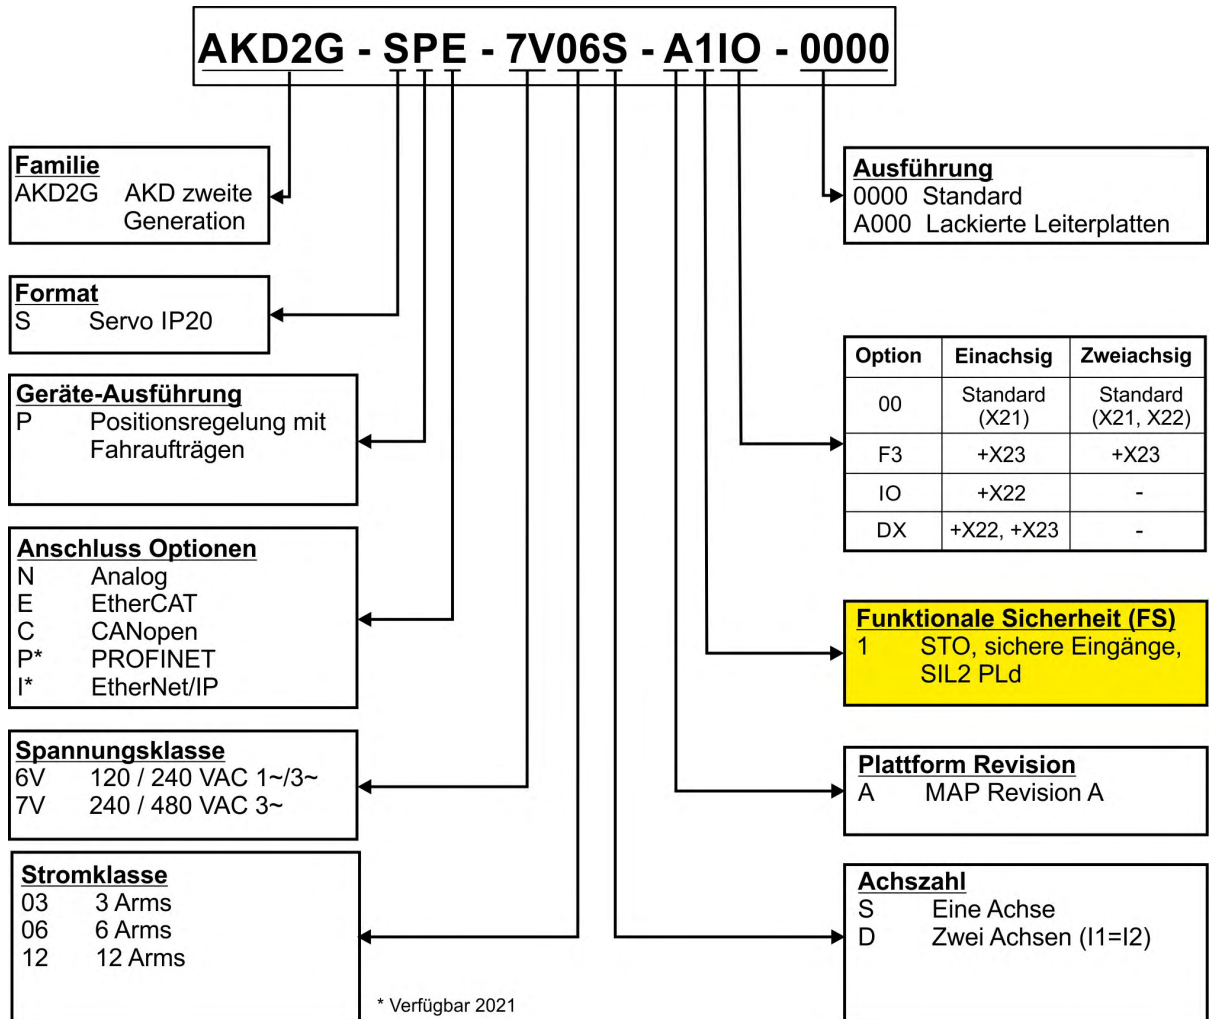 AKD2G - SPE - 7V06S - A1IO - 0000
Familie
AKD2G AKD zweite
Generation
Format
S Servo IP20
Geräte-Ausführung
P Positionsregelung mit
Fahraufträgen
Anschluss Optionen
N Analog
E EtherCAT
C CANopen
P* PROFINET
I* EtherNet/IP
Spannungsklasse
6V 120 / 240 VAC 1~/3~
7V 240 / 480 VAC 3~
Stromklasse
03 3 Arms
06 6 Arms
12 12 Arms
* Verfügbar 2021
Ausführung
0000 Standard
A000 Lackierte Leiterplatten
Option Einachsig Zweiachsig
00 Standard (X21) Standard (X21, X22)
F3 +X23 +X23
IO +X22 -
DX +X22, +X23 -
Funktionale Sicherheit (FS)
1 STO, sichere Eingänge,
SIL2 PLd
Plattform Revision
A MAP Revision A
Achszahl
S Eine Achse
D Zwei Achsen (I1=I2)